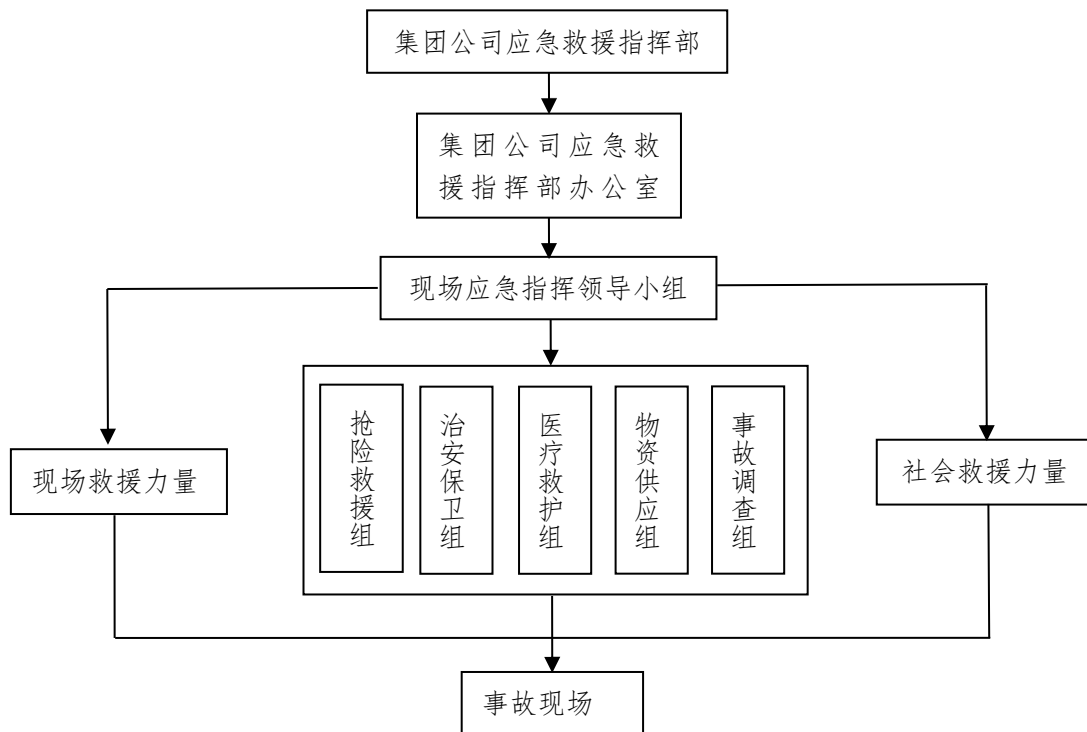 集团公司应急救援指挥部
集团公司应急救
援指挥部办公室
现场应急指挥领导小组
现场救援力量
抢险救援组
治安保卫组
医疗救护组
物资供应组
事故调查组
社会救援力量
事故现场